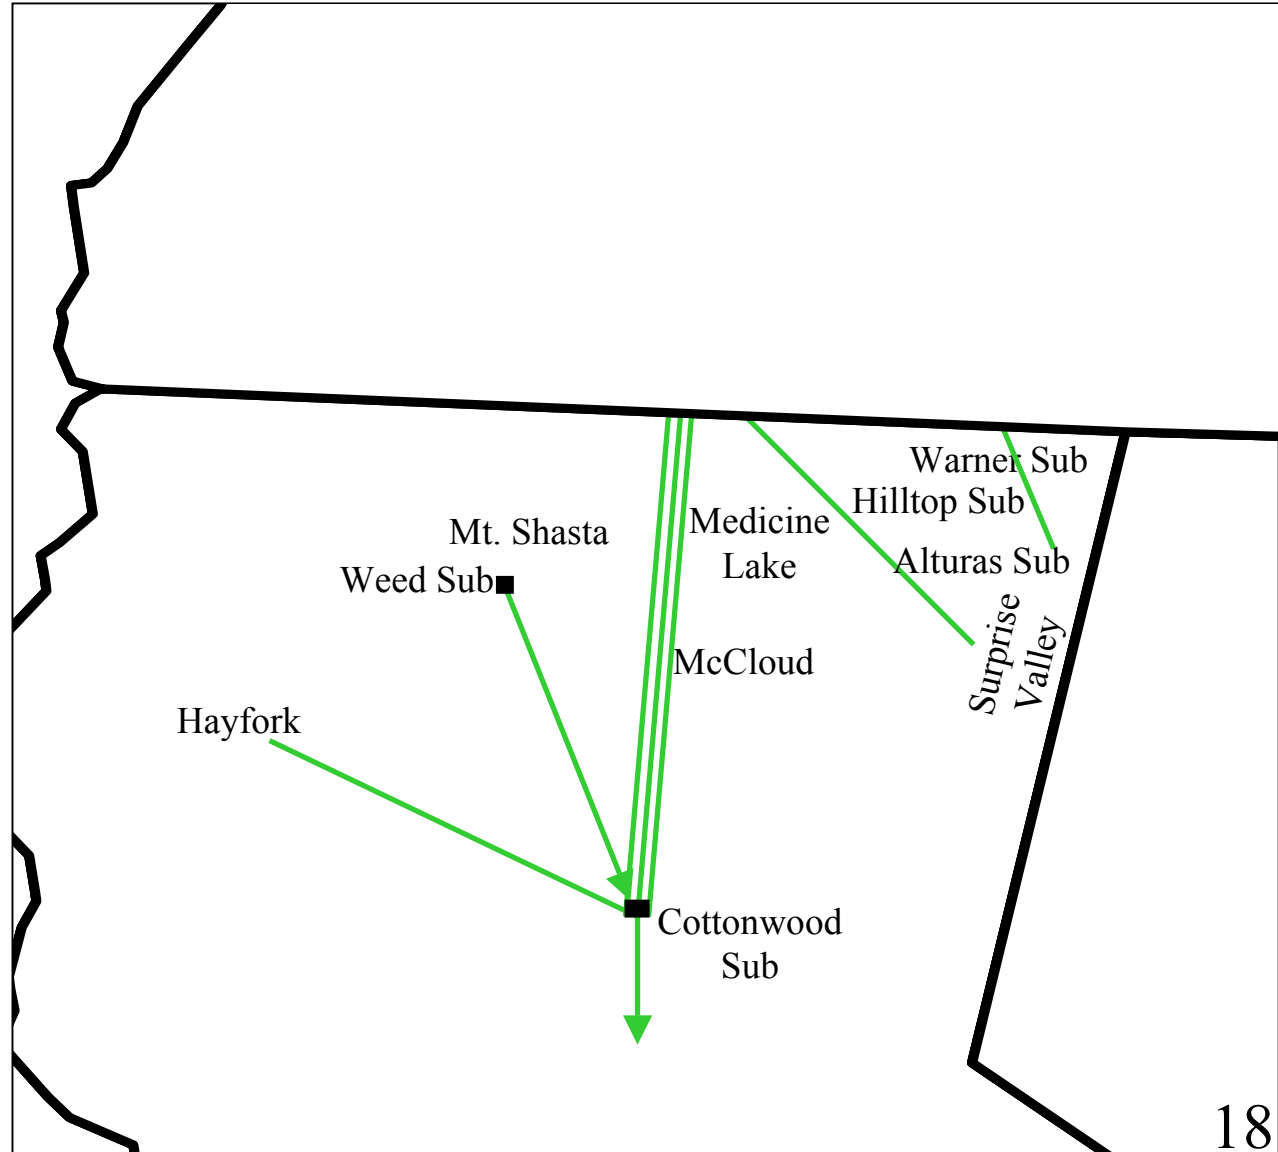 Warner Sub
Hilltop Sub
Medicine
Lake
Mt. Shasta
Weed Sub
Alturas Sub
Surprise
Valley
McCloud
Hayfork
Cottonwood
Sub
18